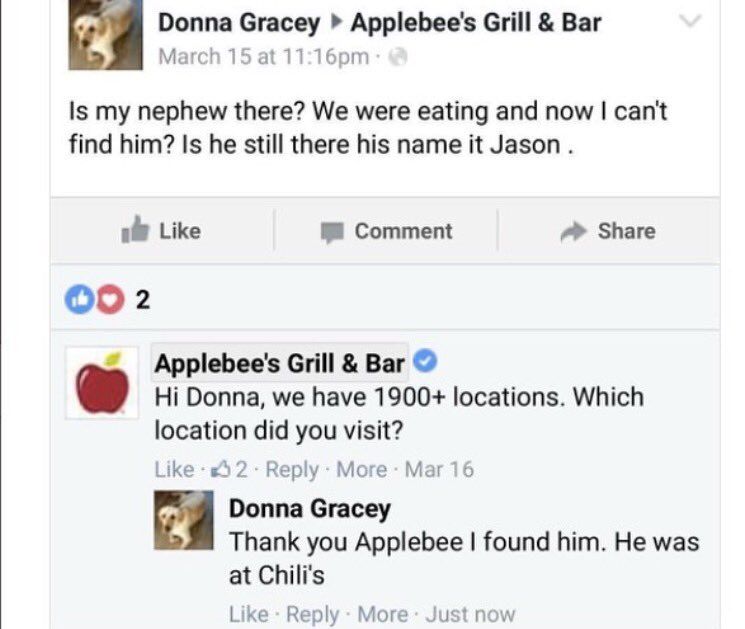 Donna Gracey ▸ Applebee's Grill & Bar
March 15 at 11:16pm ·
Is my nephew there? We were eating and now I can't
find him? Is he still there his name it Jason .
Like Comment Share
2
Applebee's Grill & Bar
Hi Donna, we have 1900+ locations. Which
location did you visit?
Like · 2 · Reply · More · Mar 16
Donna Gracey
Thank you Applebee I found him. He was
at Chili's
Like · Reply · More · Just now